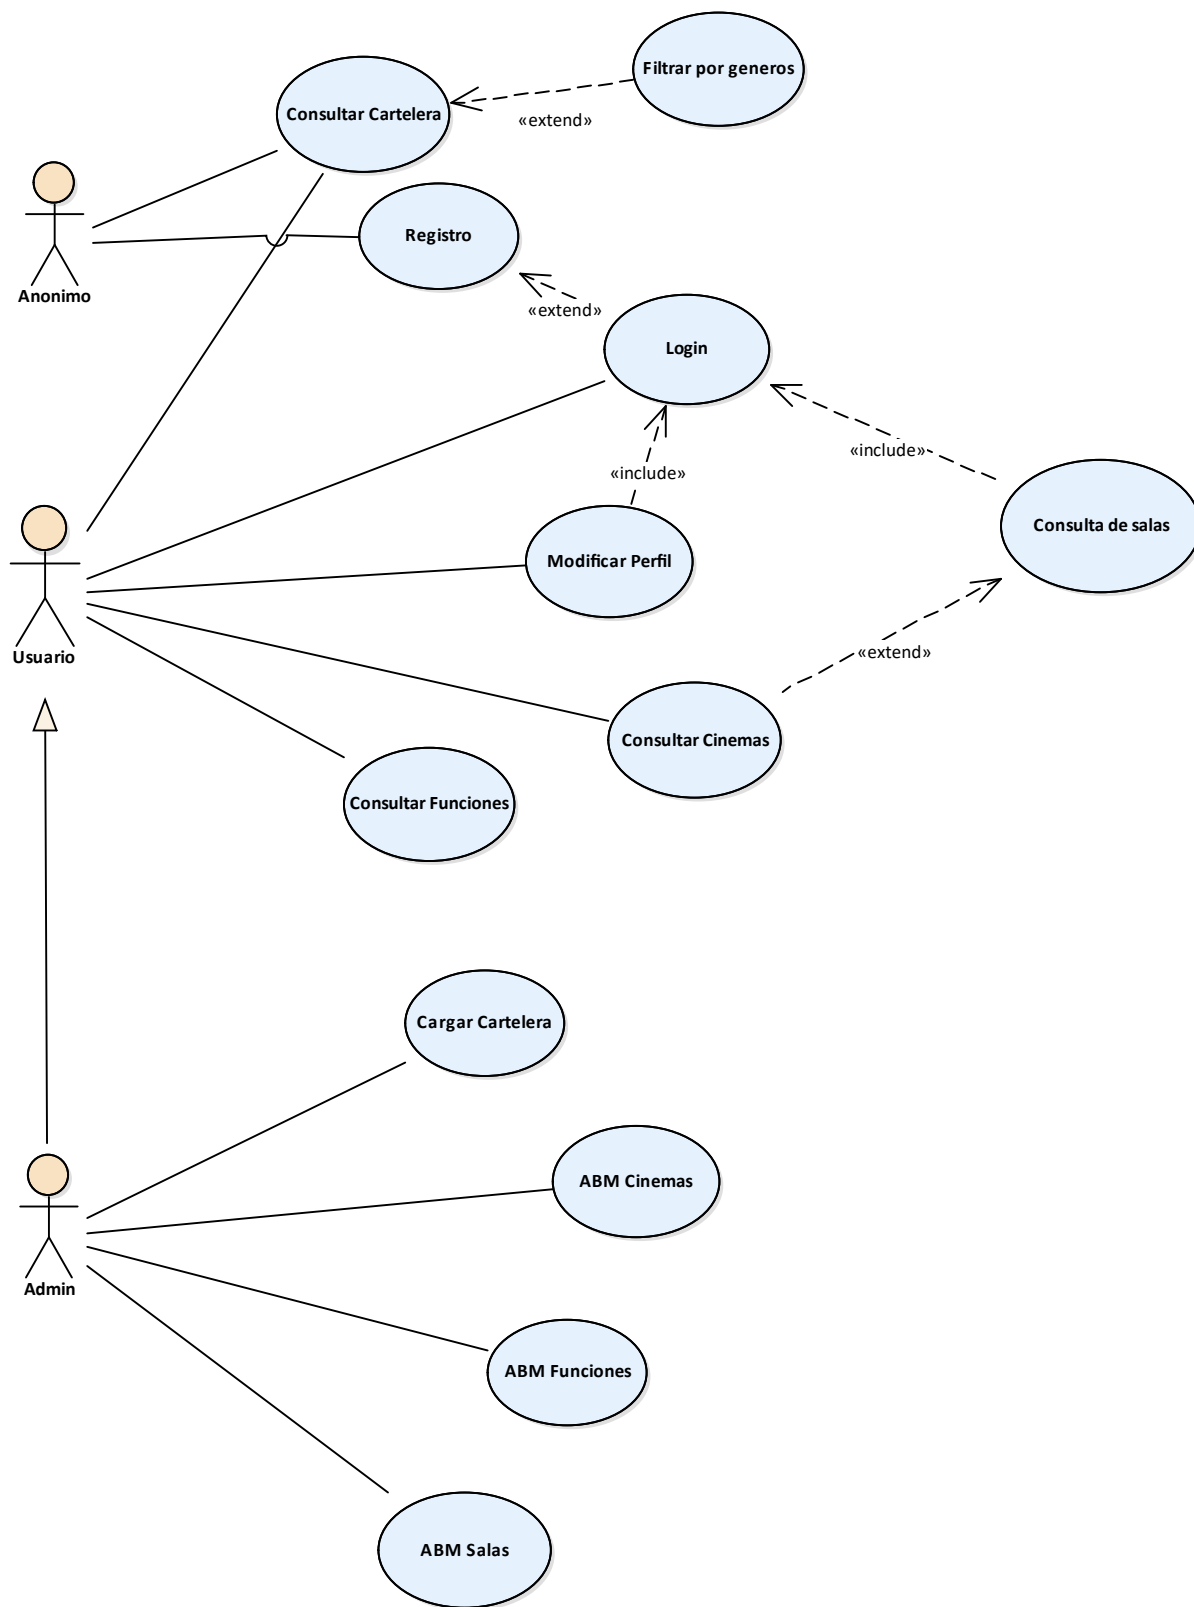 Filtrar por generos
Consultar Cartelera
«extend»
Registro
Anonimo
«extend»
Login
«include»
«include»
Consulta de salas
Modificar Perfil
Usuario
«extend»
Consultar Cinemas
Consultar Funciones
Cargar Cartelera
ABM Cinemas
Admin
ABM Funciones
ABM Salas